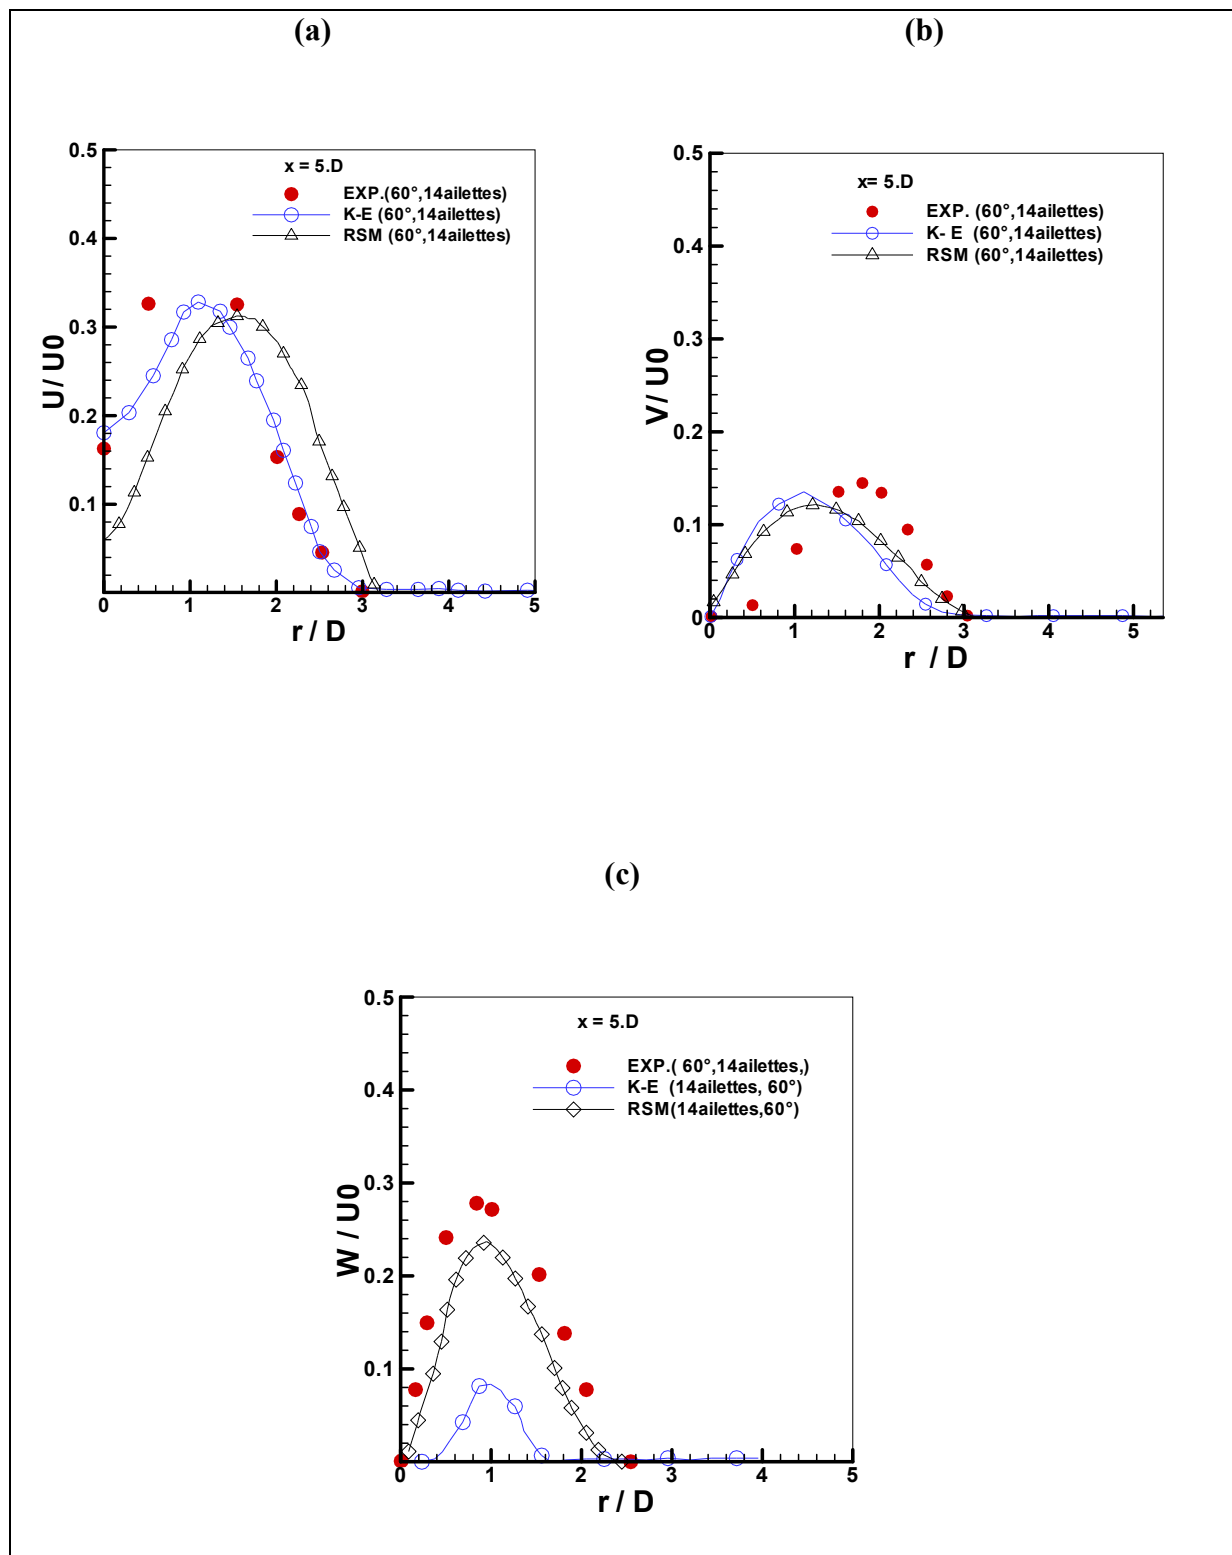 (a)
(b)
x = 5.D
EXP.(60°,14ailettes)
K-E (60°,14ailettes)
RSM (60°,14ailettes)
U / U0
0.5
0.4
0.3
0.2
0.1
0
0 1 2 3 4 5
r / D
x= 5.D
EXP. (60°,14ailettes)
K- E (60°,14ailettes)
RSM (60°,14ailettes)
V / U0
0.5
0.4
0.3
0.2
0.1
0
0 1 2 3 4 5
r / D
(c)
x = 5.D
EXP.( 60°,14ailettes,)
K-E (14ailettes, 60°)
RSM(14ailettes,60°)
W / U0
0.5
0.4
0.3
0.2
0.1
0
0 1 2 3 4 5
r / D